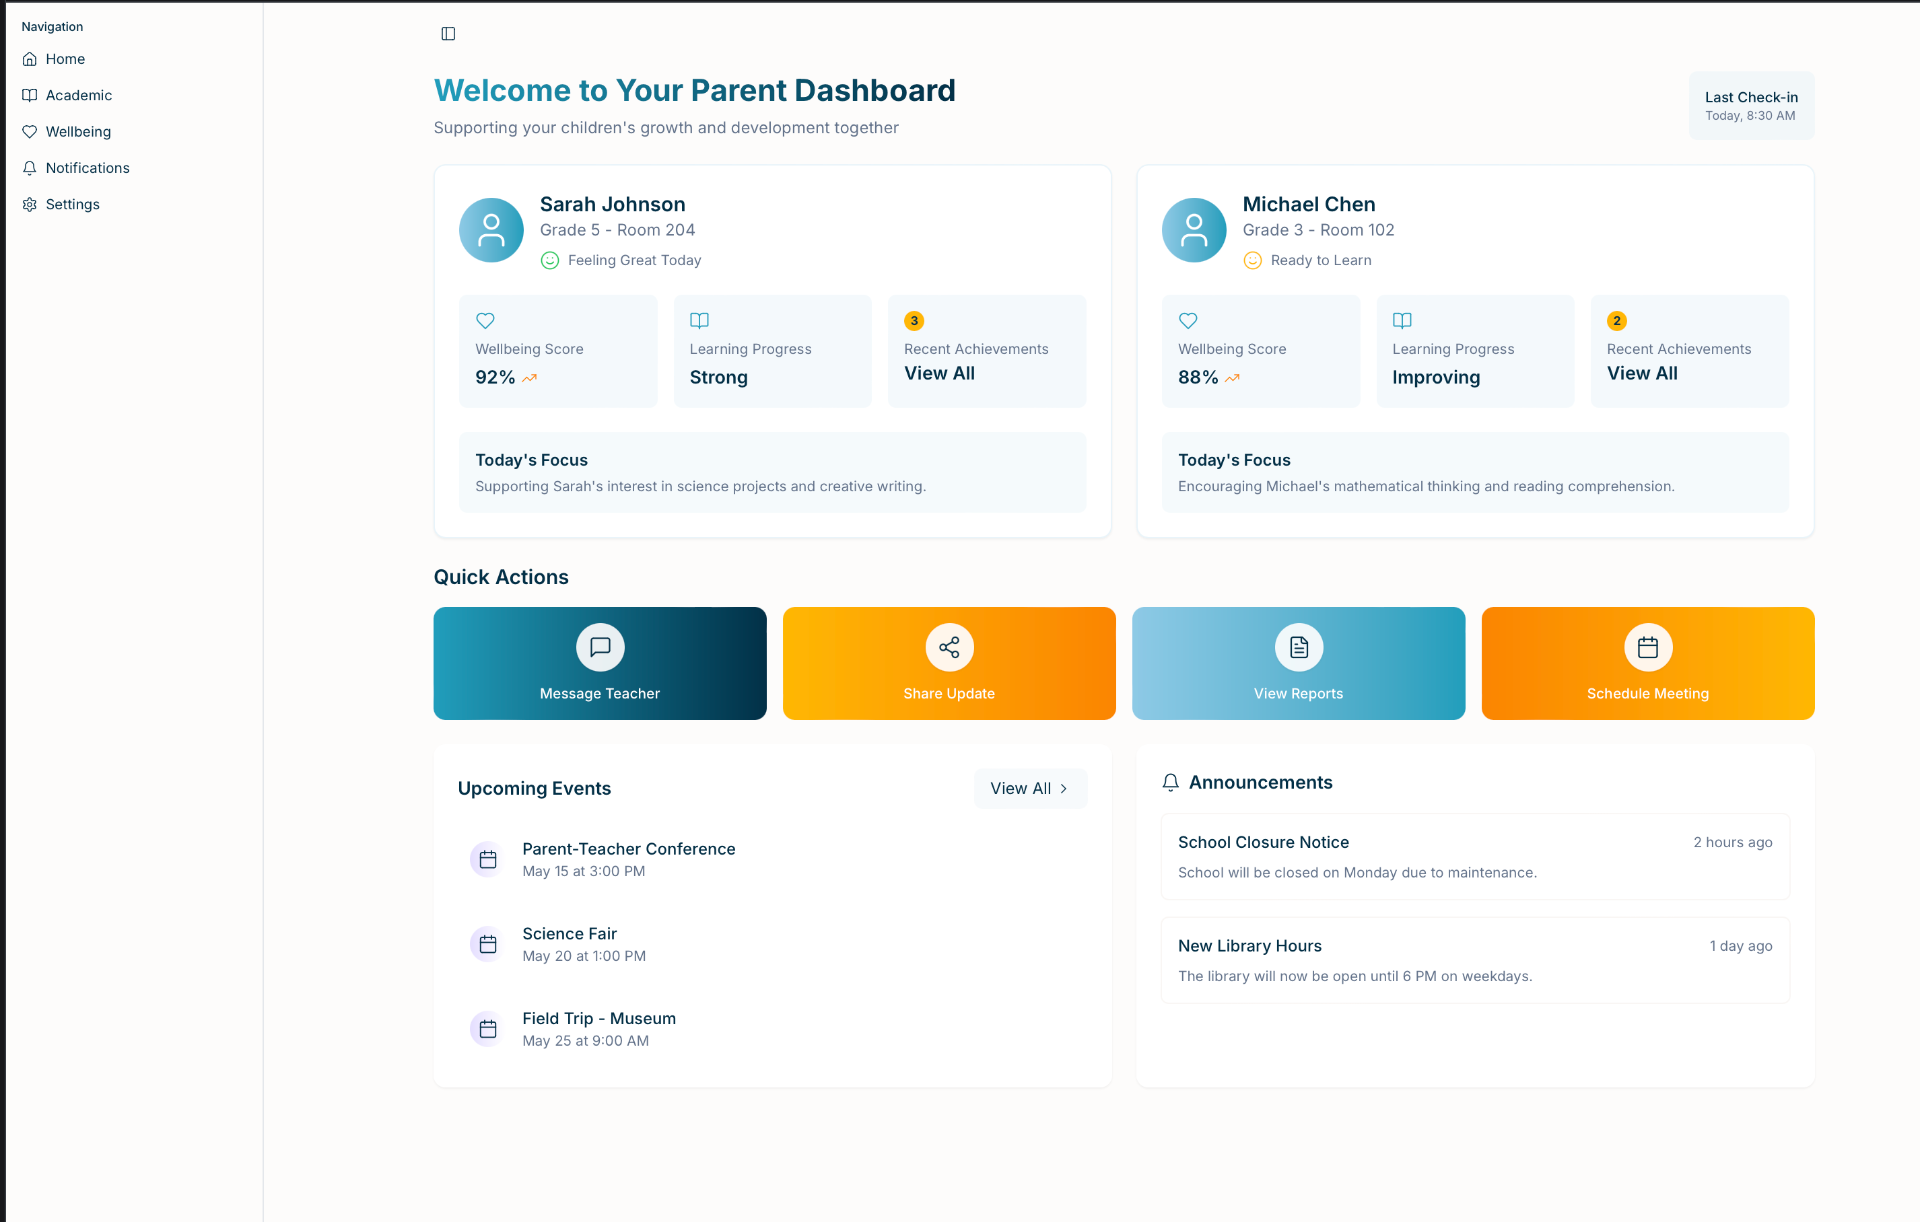 Navigation
Home
Academic
Wellbeing
Notifications
Settings
Welcome to Your Parent Dashboard
Supporting your children's growth and development together
Last Check-in
Today, 8:30 AM
Sarah Johnson
Grade 5 - Room 204
Feeling Great Today
Wellbeing Score
92%
Learning Progress
Strong
3
Recent Achievements
View All
Today's Focus
Supporting Sarah's interest in science projects and creative writing.
Michael Chen
Grade 3 - Room 102
Ready to Learn
Wellbeing Score
88%
Learning Progress
Improving
2
Recent Achievements
View All
Today's Focus
Encouraging Michael's mathematical thinking and reading comprehension.
Quick Actions
Message Teacher
Share Update
View Reports
Schedule Meeting
Upcoming Events
View All
Parent-Teacher Conference
May 15 at 3:00 PM
Science Fair
May 20 at 1:00 PM
Field Trip - Museum
May 25 at 9:00 AM
Announcements
School Closure Notice
2 hours ago
School will be closed on Monday due to maintenance.
New Library Hours
1 day ago
The library will now be open until 6 PM on weekdays.